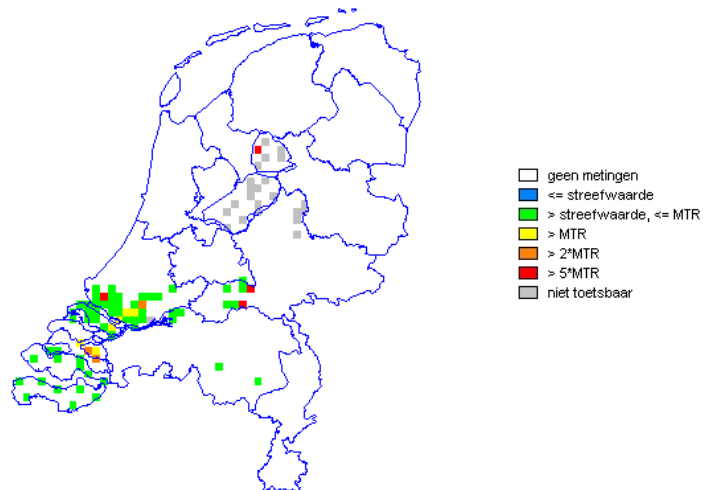 geen metingen
<= streefwaarde
> streefwaarde, <= MTR
> MTR
> 2*MTR
> 5*MTR
niet toetsbaar